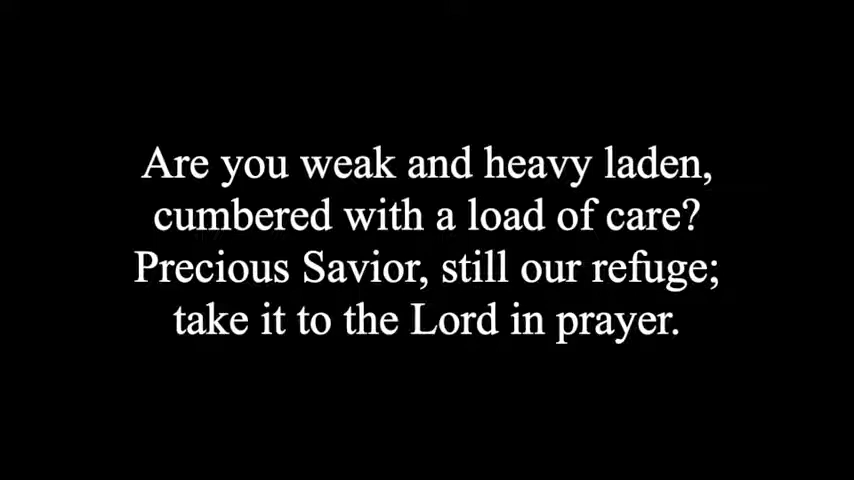 Are you weak and heavy laden,
cumbered with a load of care?
Precious Savior, still our refuge;
take it to the Lord in prayer.